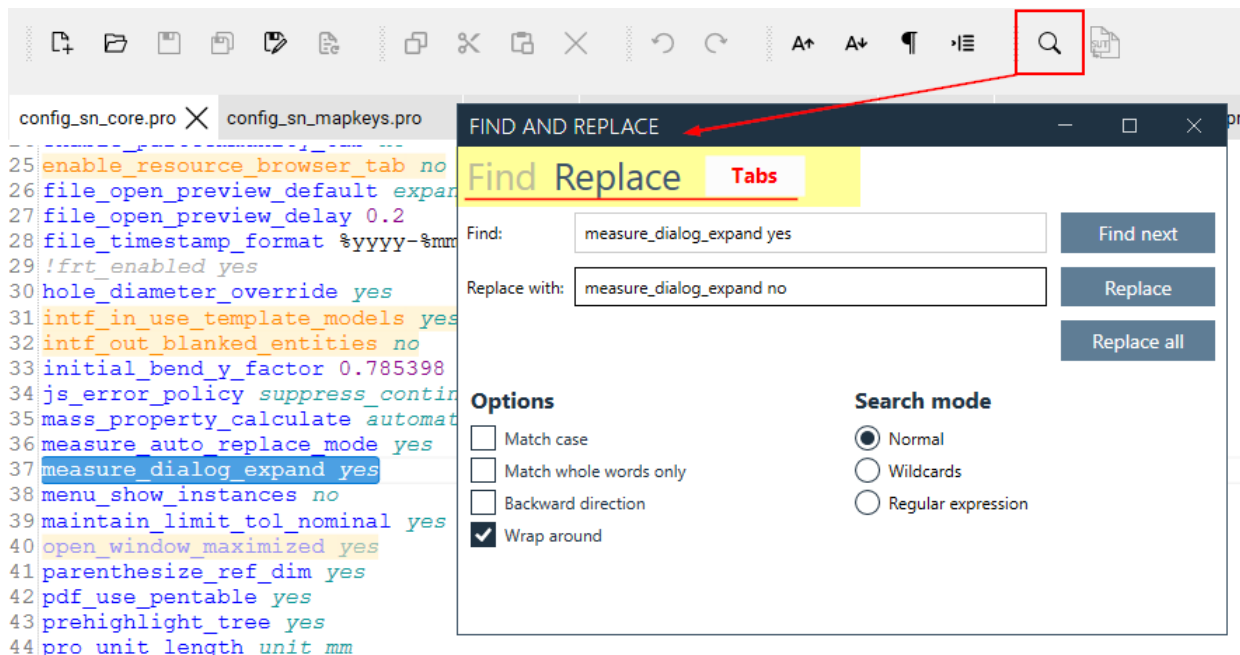 A A ¶
SUT
config_sn_core.pro config_sn_mapkeys.pro
25 enable_resource_browser_tab no
26 file_open_preview_default expan
27 file_open_preview_delay 0.2
28 file_timestamp_format %yyyy-%mm
29 !frt_enabled yes
30 hole_diameter_override yes
31 intf_in_use_template_models yes
32 intf_out_blanked_entities no
33 initial_bend_y_factor 0.785398
34 js_error_policy suppress_contin
35 mass_property_calculate automat
36 measure_auto_replace_mode yes
37 measure_dialog_expand yes
38 menu_show_instances no
39 maintain_limit_tol_nominal yes
40 open_window_maximized yes
41 parenthesize_ref_dim yes
42 pdf_use_pentable yes
43 prehighlight_tree yes
44 pro_unit_length unit_mm
FIND AND REPLACE
Find Replace Tabs
Find: measure_dialog_expand yes Find next
Replace with: measure_dialog_expand no Replace
Replace all
Options
Match case
Match whole words only
Backward direction
Wrap around
Search mode
Normal
Wildcards
Regular expression